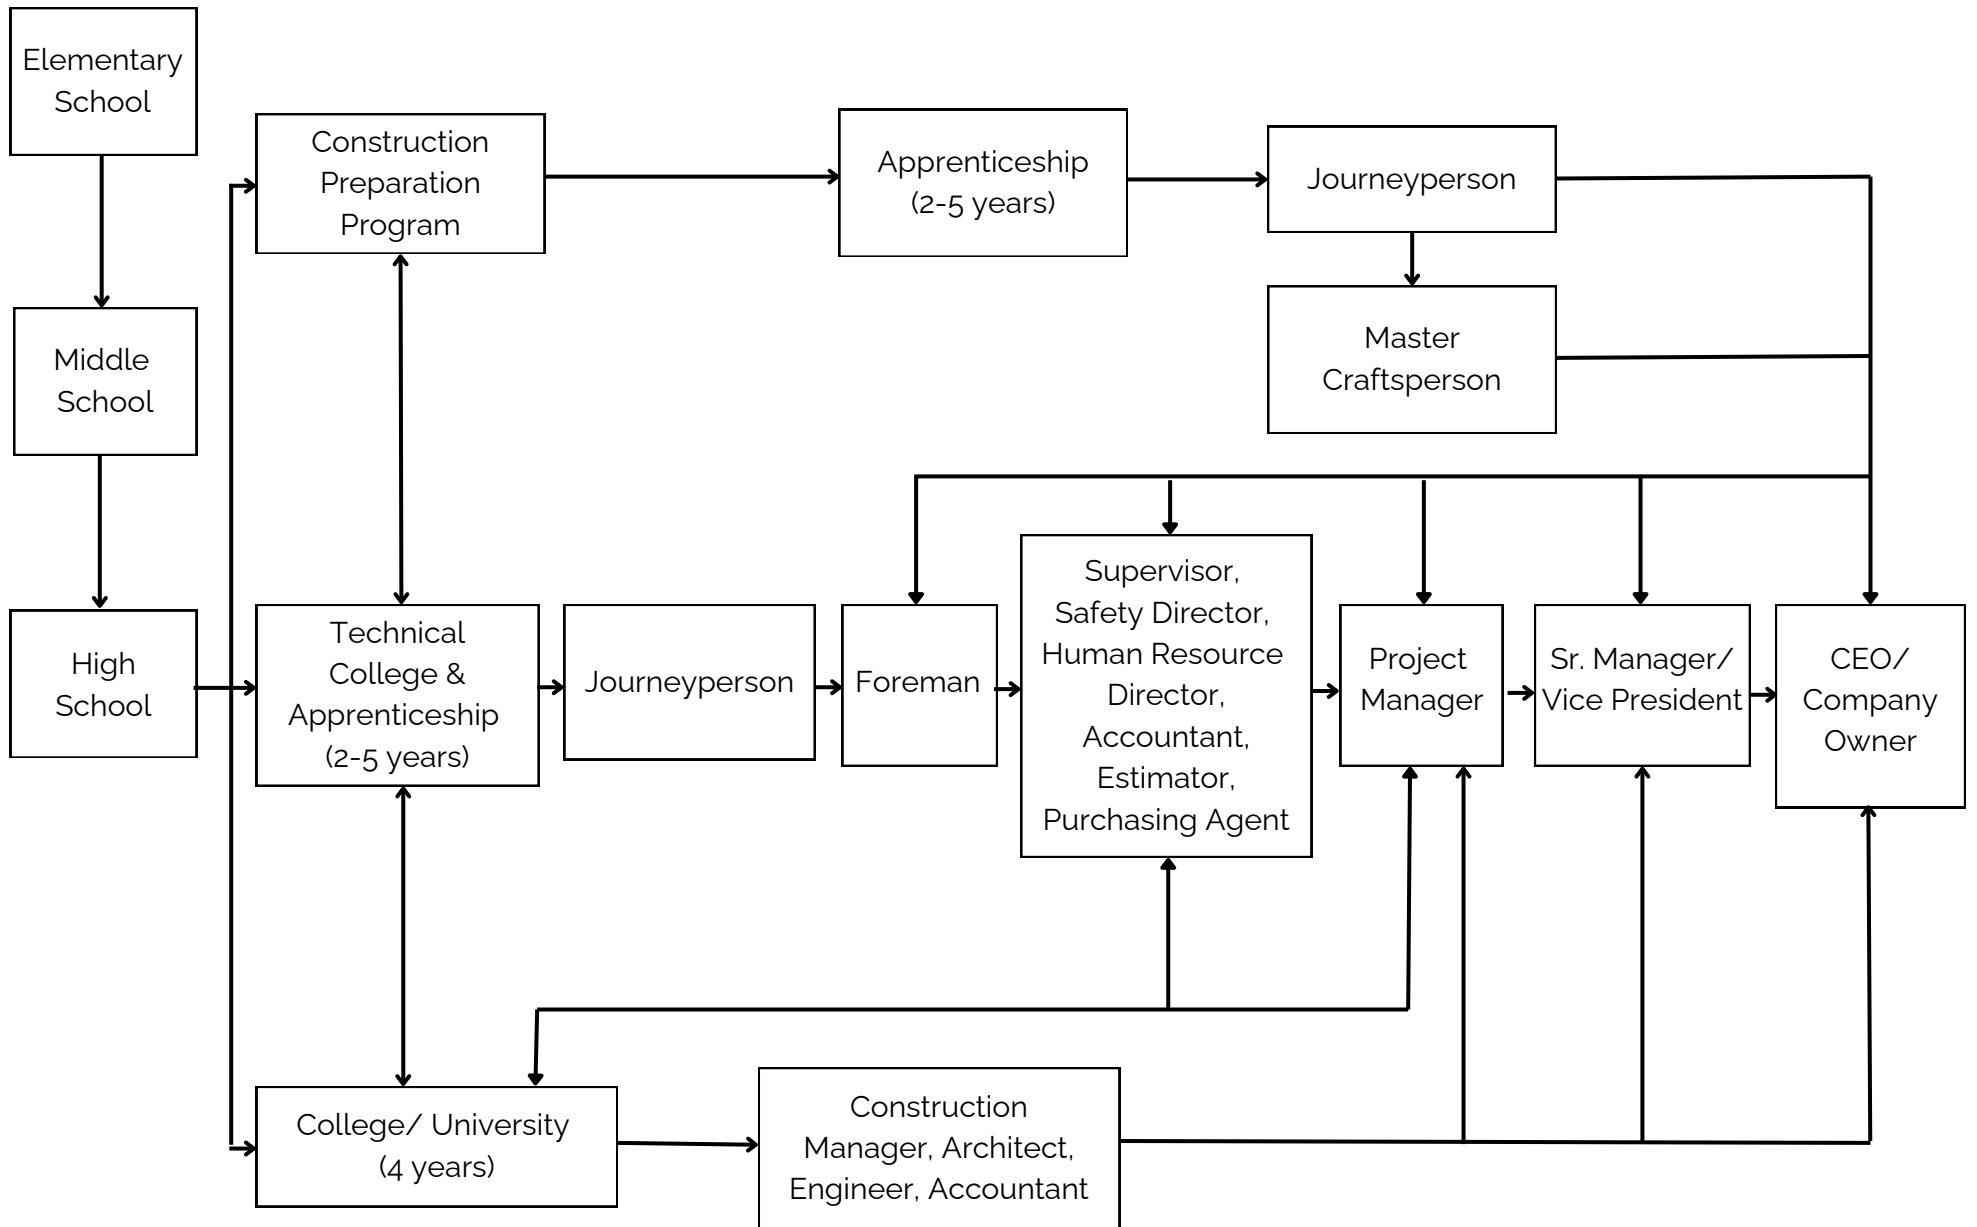 Elementary
School
Middle
School
High
School
Construction
Preparation
Program
Apprenticeship
(2-5 years)
Journeyperson
Master
Craftsperson
Technical
College &
Apprenticeship
(2-5 years)
Journeyperson
Foreman
Supervisor,
Safety Director,
Human Resource
Director,
Accountant,
Estimator,
Purchasing Agent
Project
Manager
Sr. Manager/
Vice President
CEO/
Company
Owner
College/ University
(4 years)
Construction
Manager, Architect,
Engineer, Accountant